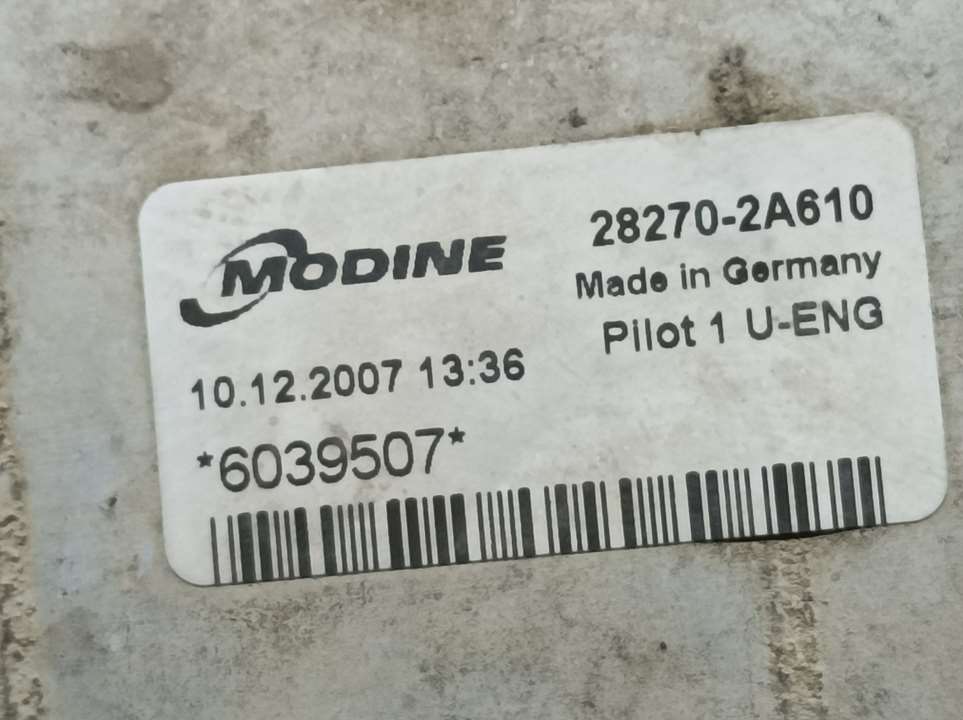 MODINE
28270-2A610
Made in Germany
Pilot 1 U-ENG
10.12.2007 13:36
*6039507*